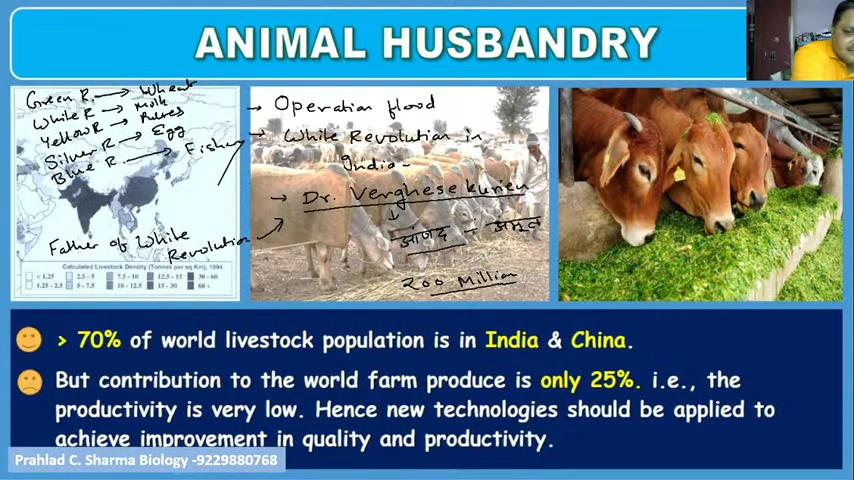 ANIMAL HUSBANDRY
Green R. → Wheat
While R → Milk
Yellow R → Pulses
Silver R → Egg
Blue R. → Fishery
Father of White
Revolution
Calculated Livestock Density (Tonnes per sq Km), 1994
< 1.25 2.5 - 5 7.5 - 10 12.5 - 15 30 - 60
1.25 - 2.5 5 - 7.5 10 - 12.5 15 - 30 60 <
→ Operation flood
→ While Revolution in
India -
→ Dr. Verghese kurien
आणंद - अमूल
200 Million
> 70% of world livestock population is in India & China.
But contribution to the world farm produce is only 25%. i.e., the
productivity is very low. Hence new technologies should be applied to
achieve improvement in quality and productivity.
Prahlad C. Sharma Biology -9229880768